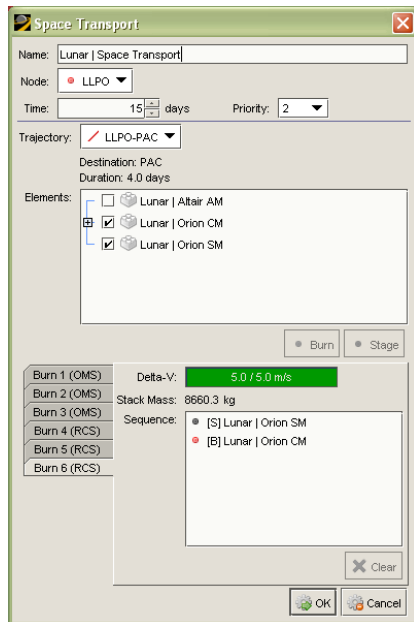 Space Transport
Name: Lunar | Space Transport
Node: LLPO
Time: 15 days Priority: 2
Trajectory: LLPO-PAC
Destination: PAC
Duration: 4.0 days
Elements:
Lunar | Altair AM
Lunar | Orion CM
Lunar | Orion SM
Burn Stage
Burn 1 (OMS)
Burn 2 (OMS)
Burn 3 (OMS)
Burn 4 (RCS)
Burn 5 (RCS)
Burn 6 (RCS)
Delta-V: 5.0 / 5.0 m/s
Stack Mass: 8660.3 kg
Sequence:
[S] Lunar | Orion SM
[B] Lunar | Orion CM
Clear
OK Cancel